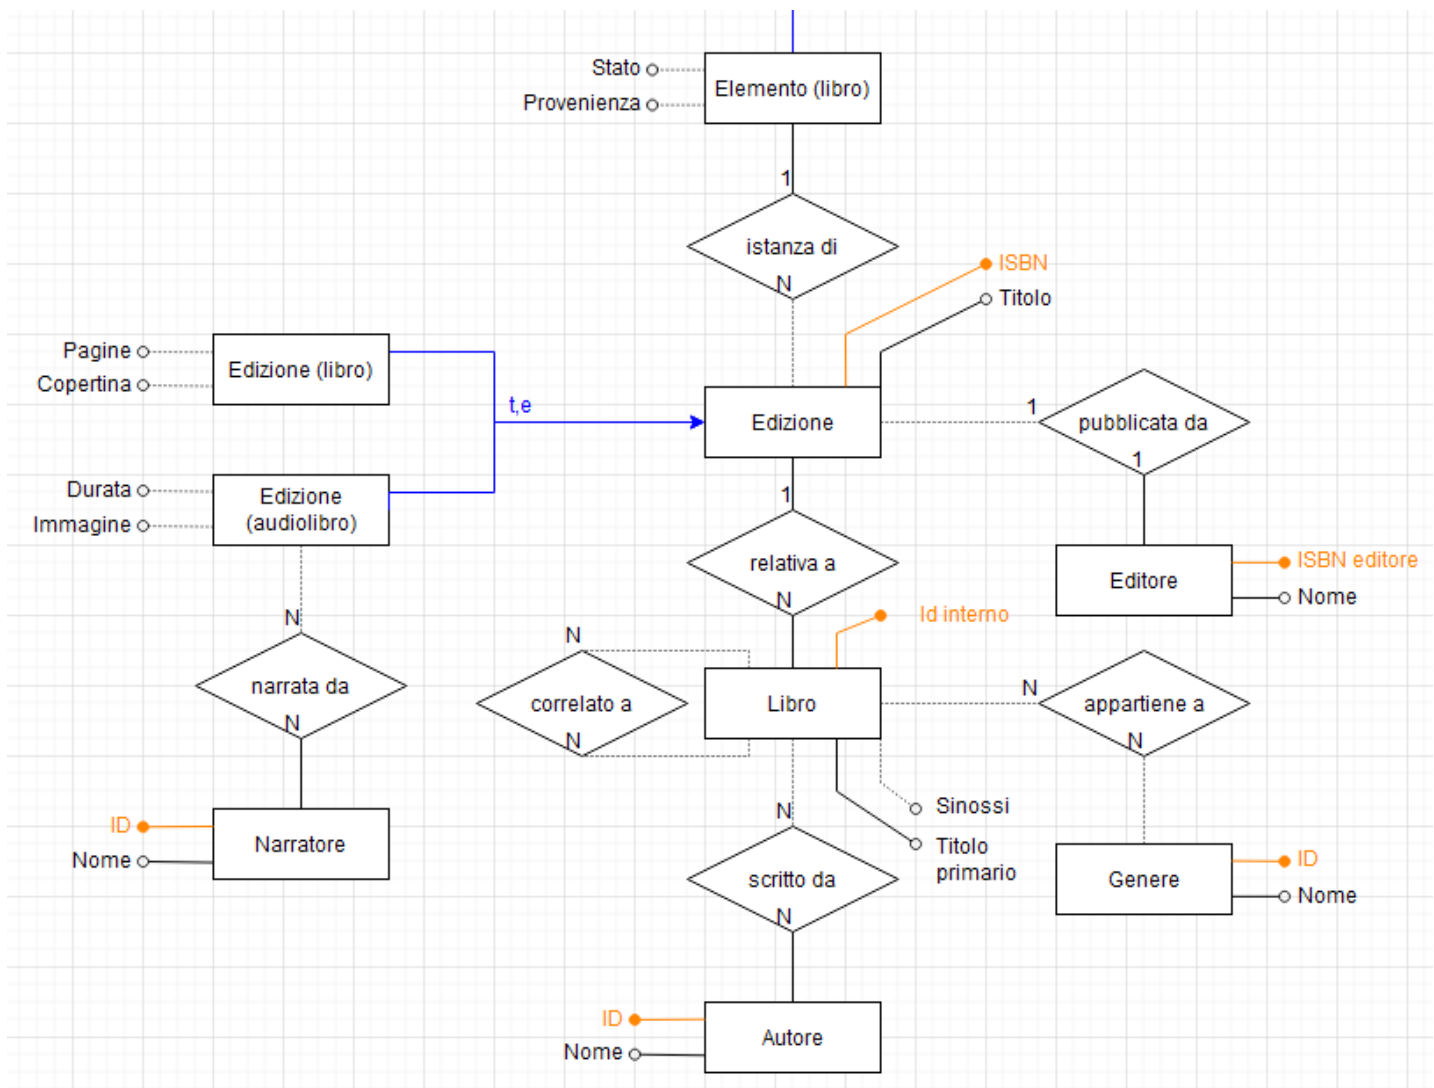 Stato
Elemento (libro)
Provenienza
1
istanza di
N
ISBN
Titolo
Pagine
Edizione (libro)
Copertina
t,e
Edizione
1
pubblicata da
1
Durata
Edizione
(audiolibro)
Immagine
1
relativa a
N
ISBN editore
Editore
Nome
Id interno
N
narrata da
N
N
correlato a
N
Libro
N
appartiene a
N
Sinossi
Titolo
primario
ID
Narratore
Nome
N
scritto da
N
ID
Genere
Nome
ID
Autore
Nome